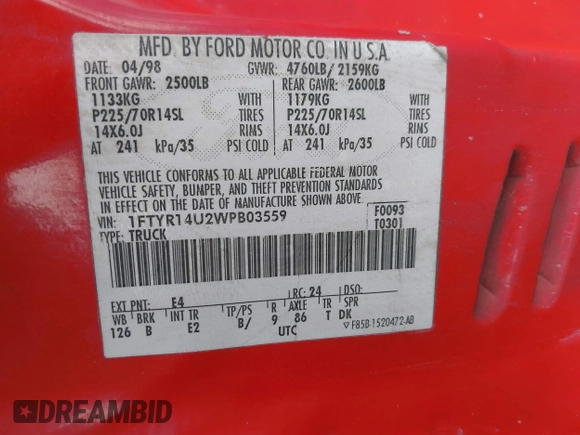 MFD. BY FORD MOTOR CO. IN U S A.
DATE 04/98 GVWR: 4760LB/ 2159KG
FRONT GAWR: 2500LB REAR GAWR: 2600LB
1133KG WITH 1179KG WITH
P225/70R14SL TIRES P225/70R14SL TIRES
14X6.0J RIMS 14X6.0J RIMS
AT 241 kPa/35 PSI COLD AT 241 kPa/35 PSI COLD
THIS VEHICLE CONFORMS TO ALL APPLICABLE FEDERAL MOTOR
VEHICLE SAFETY, BUMPER, AND THEFT PREVENTION STANDARDS
IN EFFECT ON THE DATE OF MANUFACTURE SHOWN ABOVE.
VIN: 1FTYR14U2WPB03559 F0093
TYPE: TRUCK T0301
EXT PNT: E4 RC: 24 DSO:
WB BRK INT TR TP/PS R AXLE TR SPR
126 B E2 B/ 9 86 T DK
UTC F85B-1520472-AB
DREAMBID